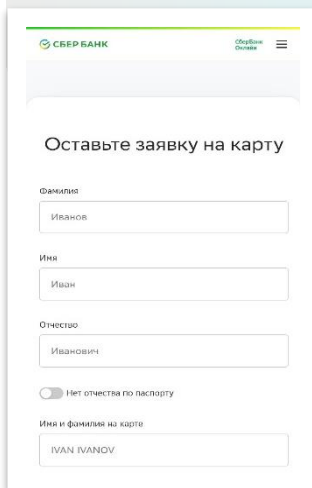 СБЕР БАНК
СберБанк
Онлайн
Оставьте заявку на карту
Фамилия
Иванов
Имя
Иван
Отчество
Иванович
Нет отчества по паспорту
Имя и фамилия на карте
IVAN IVANOV